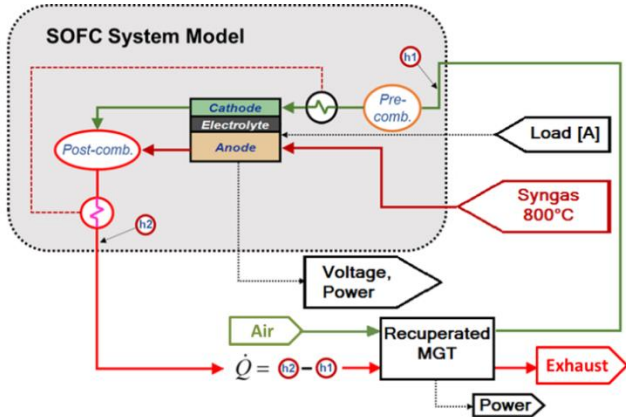 SOFC System Model
h1
Cathode
Electrolyte
Anode
Pre-
comb.
Post-comb.
Load [A]
Syngas
800°C
h2
Voltage,
Power
Air
Q̇ = h2 – h1
Recuperated
MGT
Exhaust
Power